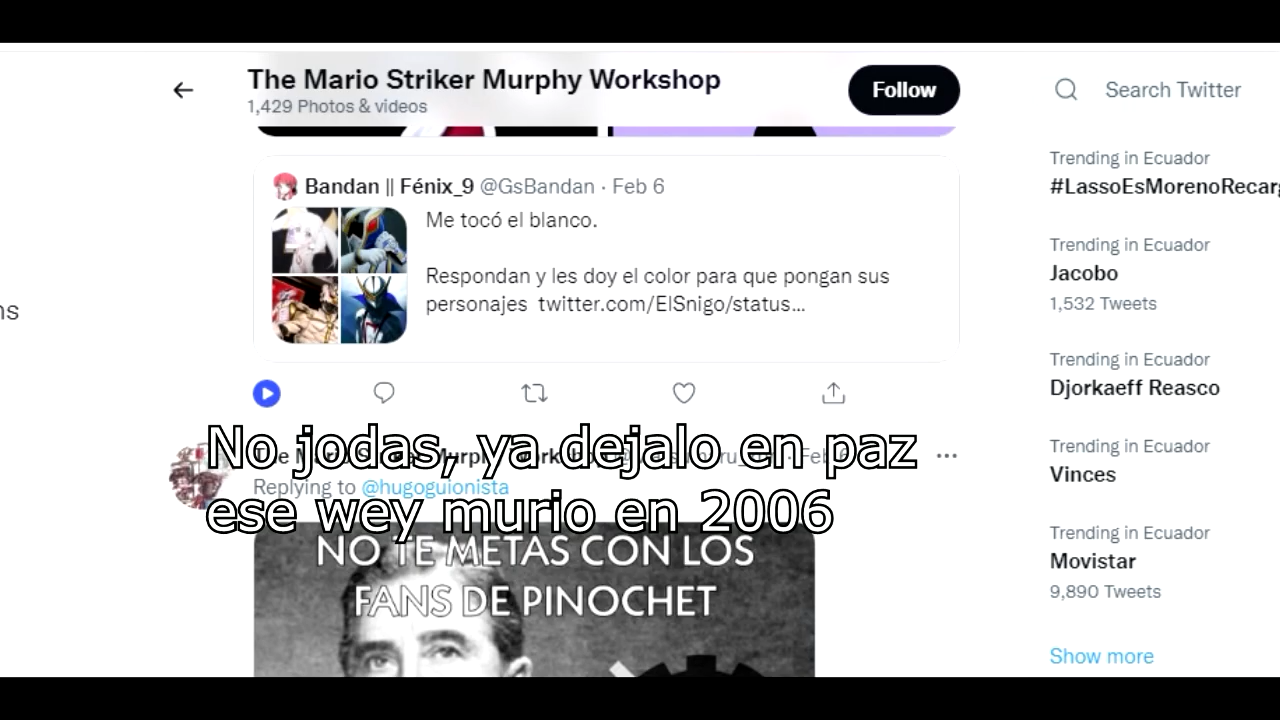 The Mario Striker Murphy Workshop
1,429 Photos & videos
Follow
Search Twitter
Bandan || Fénix_9 @GsBandan · Feb 6
Me tocó el blanco.
Respondan y les doy el color para que pongan sus
personajes twitter.com/ElSnigo/status...
No jodas, ya dejalo en paz
ese wey murio en 2006
Replying to @hugoguionista
NO TE METAS CON LOS
FANS DE PINOCHET
ns
Trending in Ecuador
#LassoEsMorenoRecarg
Trending in Ecuador
Jacobo
1,532 Tweets
Trending in Ecuador
Djorkaeff Reasco
Trending in Ecuador
Vinces
Trending in Ecuador
Movistar
9,890 Tweets
Show more